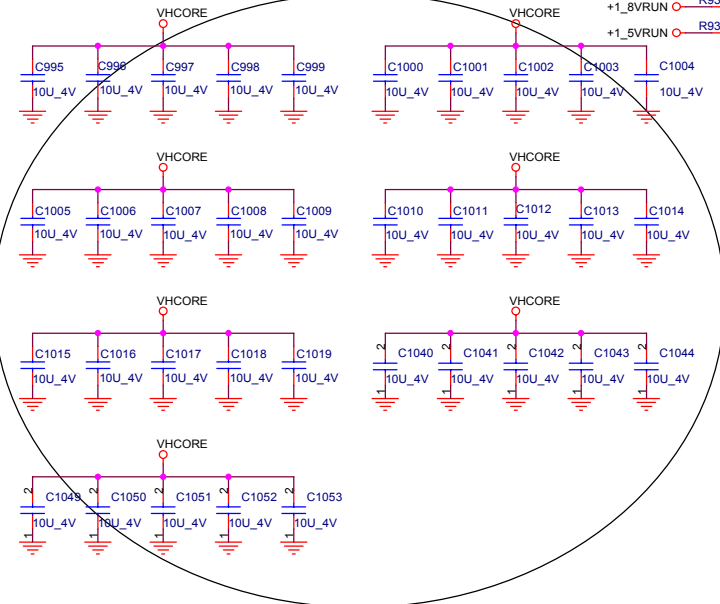 VHCORE VHCORE +1_8VRUN R93
+1_5VRUN R93
C995 C996 C997 C998 C999 C1000 C1001 C1002 C1003 C1004
10U_4V 10U_4V 10U_4V 10U_4V 10U_4V 10U_4V 10U_4V 10U_4V 10U_4V 10U_4V
VHCORE VHCORE
C1005 C1006 C1007 C1008 C1009 C1010 C1011 C1012 C1013 C1014
10U_4V 10U_4V 10U_4V 10U_4V 10U_4V 10U_4V 10U_4V 10U_4V 10U_4V 10U_4V
VHCORE VHCORE
2 2 2 2 2
C1015 C1016 C1017 C1018 C1019 C1040 C1041 C1042 C1043 C1044
10U_4V 10U_4V 10U_4V 10U_4V 10U_4V 10U_4V 10U_4V 10U_4V 10U_4V 10U_4V
1 1 1 1 1
VHCORE
2 2 2 2 2
C1049 C1050 C1051 C1052 C1053
10U_4V 10U_4V 10U_4V 10U_4V 10U_4V
1 1 1 1 1